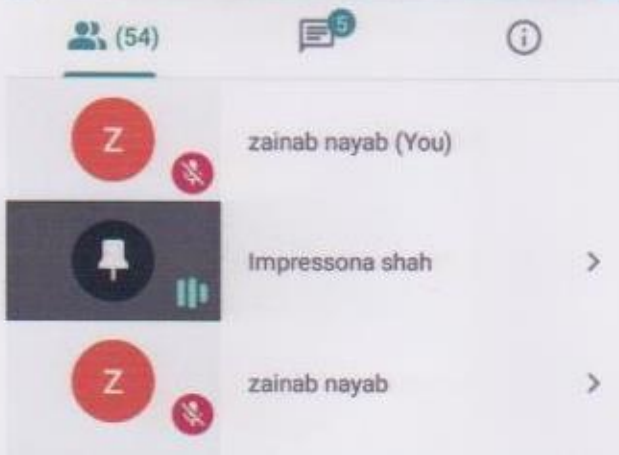 (54)
5
Z
zainab nayab (You)
Impressona shah
Z
zainab nayab